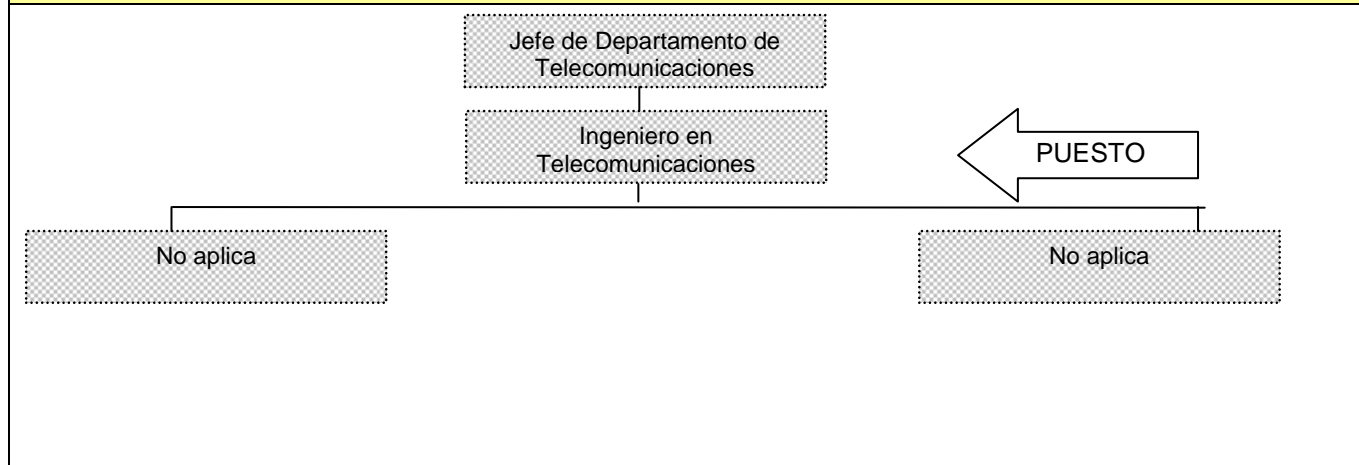 Jefe de Departamento de
Telecomunicaciones
Ingeniero en
Telecomunicaciones
PUESTO
No aplica
No aplica